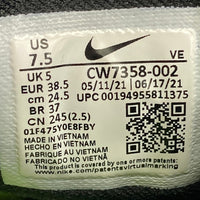 US
7.5
VE
UK 5
CW7358-002
EUR 38.5
05/11/21 06/17/21
cm 24.5
UPC 00194955811375
BR 37
CN 245(2.5)
01F475Y0E8FBY
MADE IN VIETNAM
HECHO EN VIETNAM
FABRIQUE AU VIETNAM
FABRICADO NO VIETNAM
www.nike.com/patentsvirtualmarking